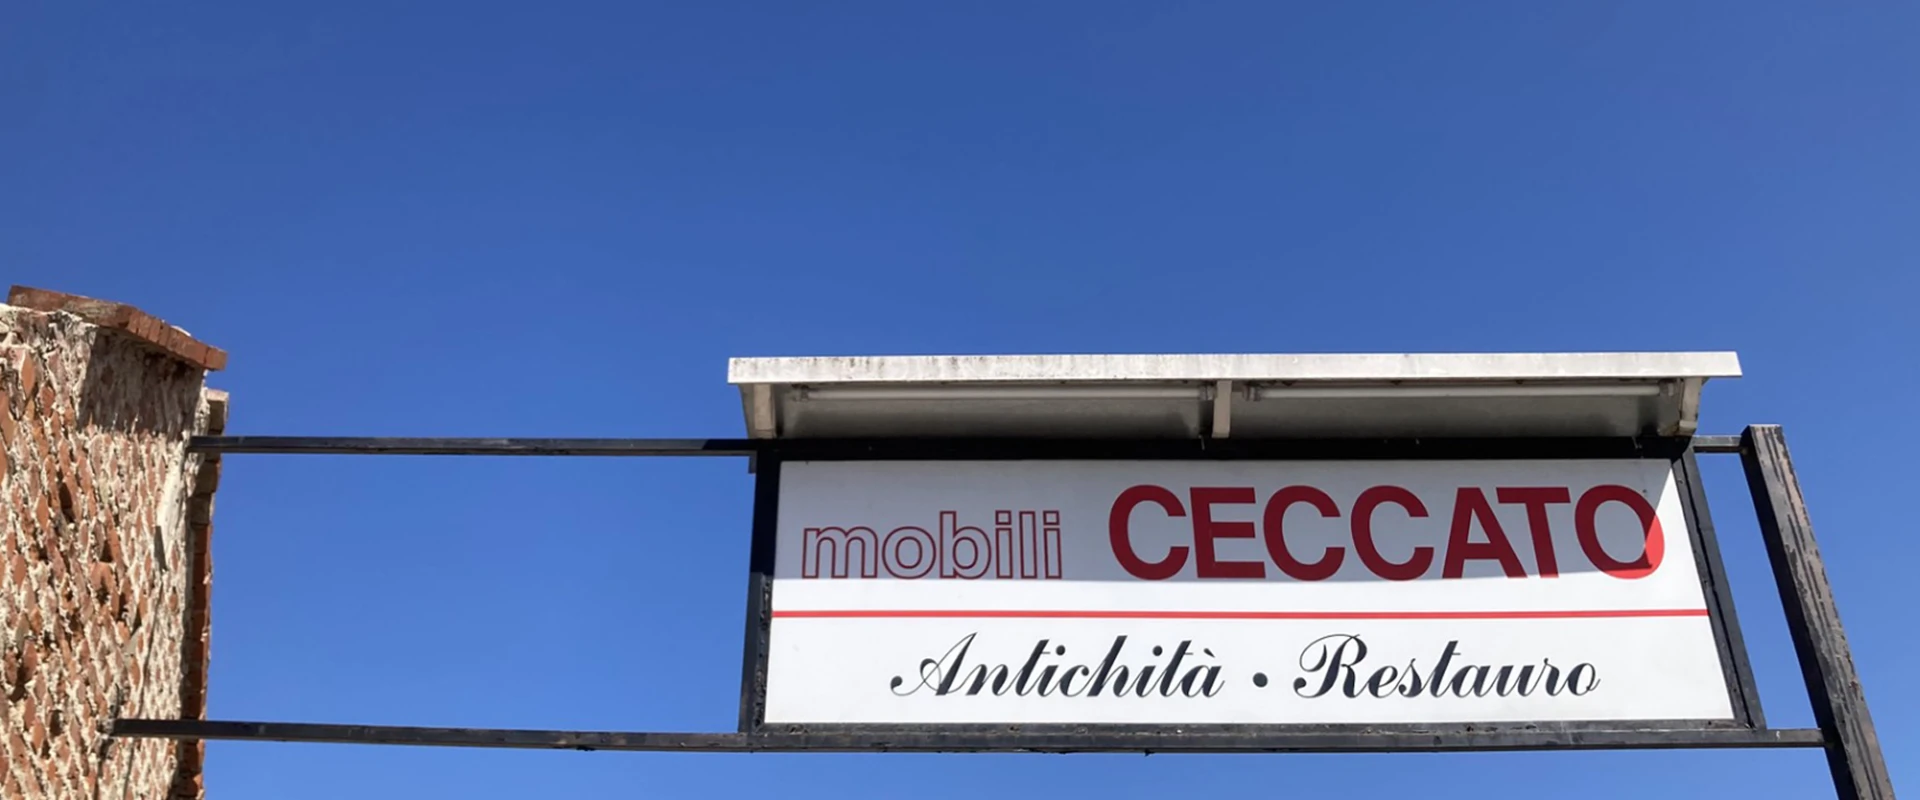 mobili CECCATO
Antichità • Restauro